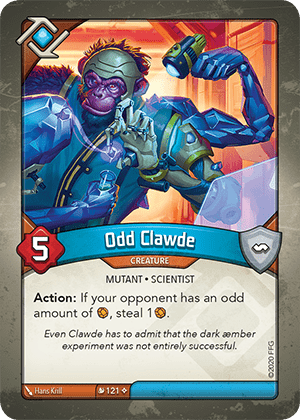 5
Odd Clawde
CREATURE
MUTANT • SCIENTIST
Action: If your opponent has an odd
amount of , steal 1.
Even Clawde has to admit that the dark æmber
experiment was not entirely successful.
©2020 FFG
Hans Krill
121